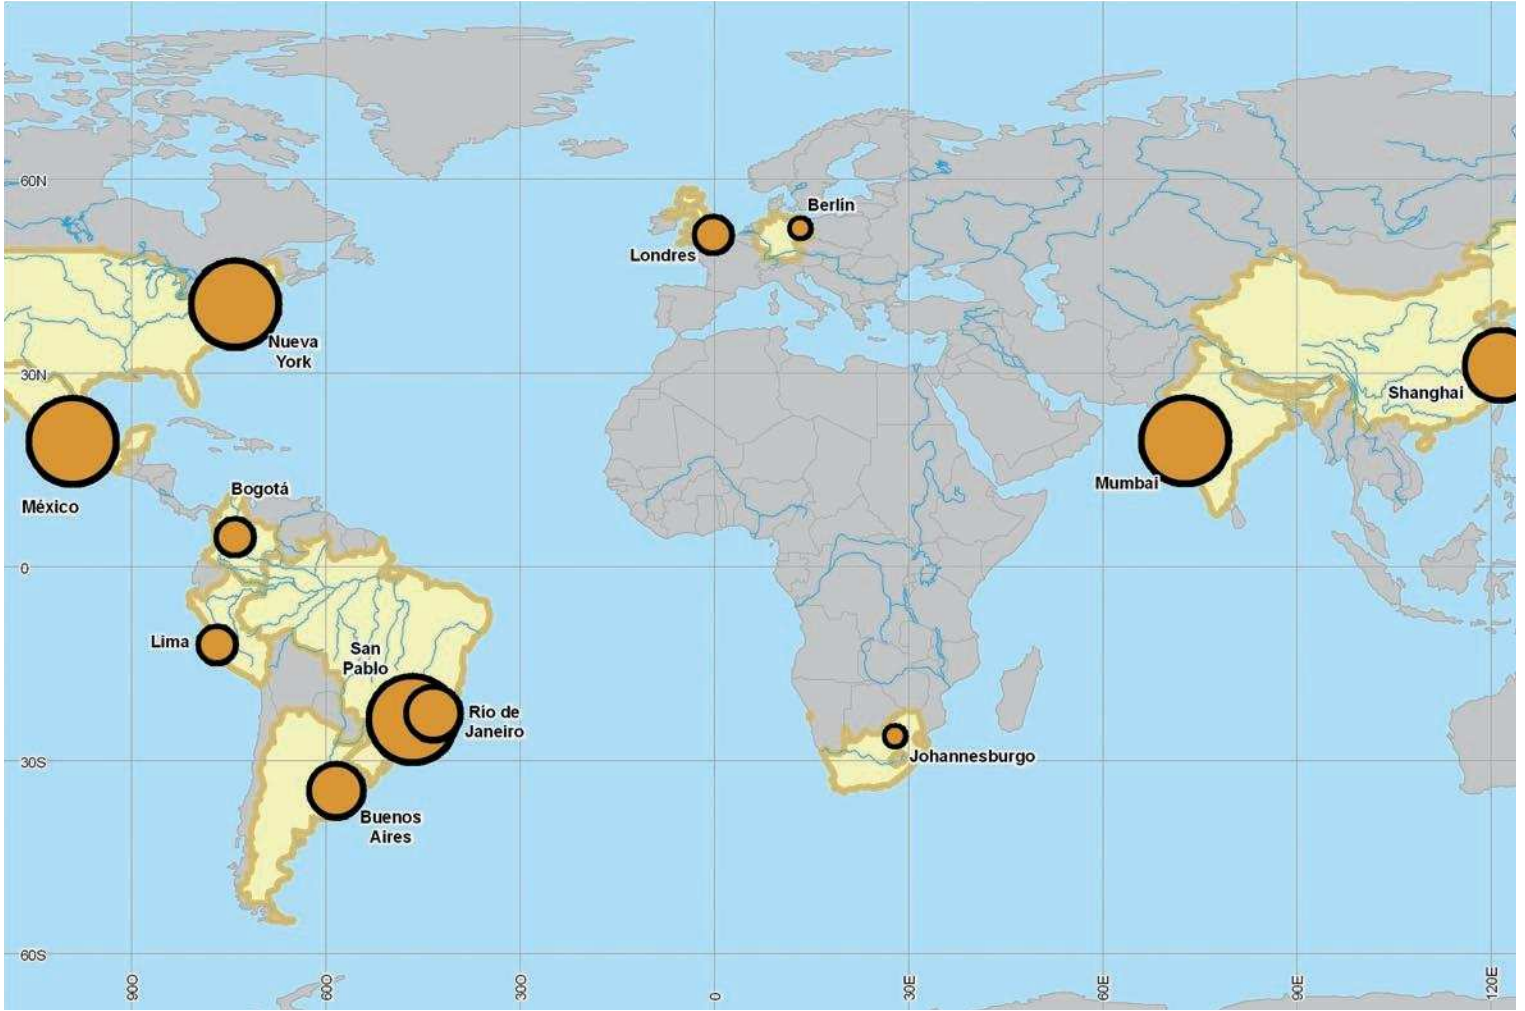 60N
Berlín
Londres
Nueva
York
30N
Shanghai
Mumbai
México
Bogotá
0
Lima
San
Pablo
Río de
Janeiro
Johannesburgo
30S
Buenos
Aires
60S
90O
60O
30O
0
30E
60E
90E
120E